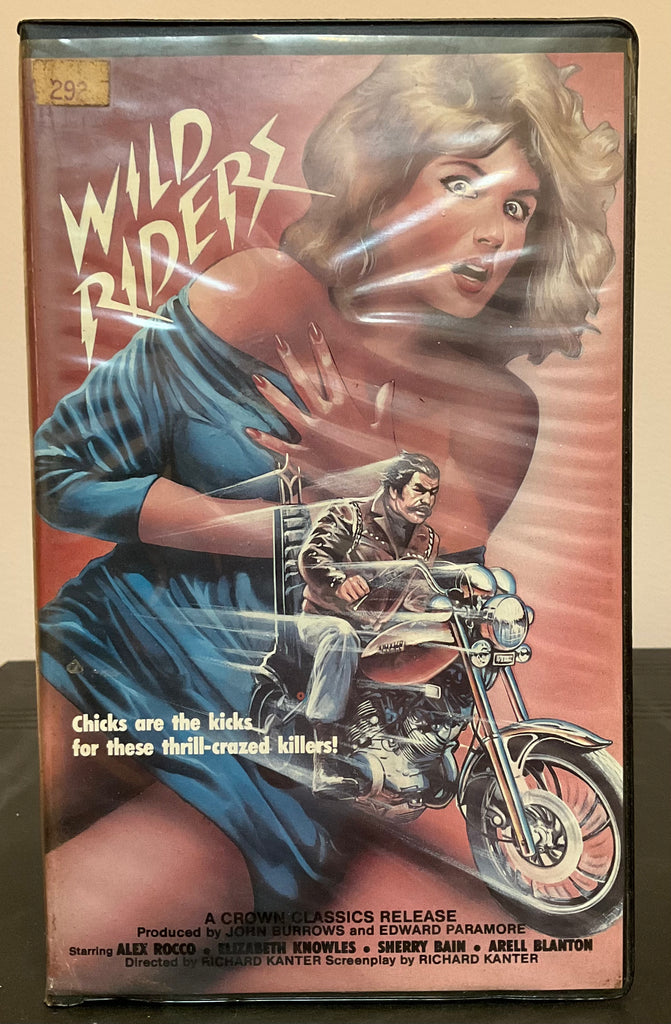 292
WILD
RIDERS
Chicks are the kicks
for these thrill-crazed killers!
A CROWN CLASSICS RELEASE
Produced by JOHN BURROWS and EDWARD PARAMORE
Starring ALEX ROCCO • ELIZABETH KNOWLES • SHERRY BAIN • ARELL BLANTON
Directed by RICHARD KANTER Screenplay by RICHARD KANTER